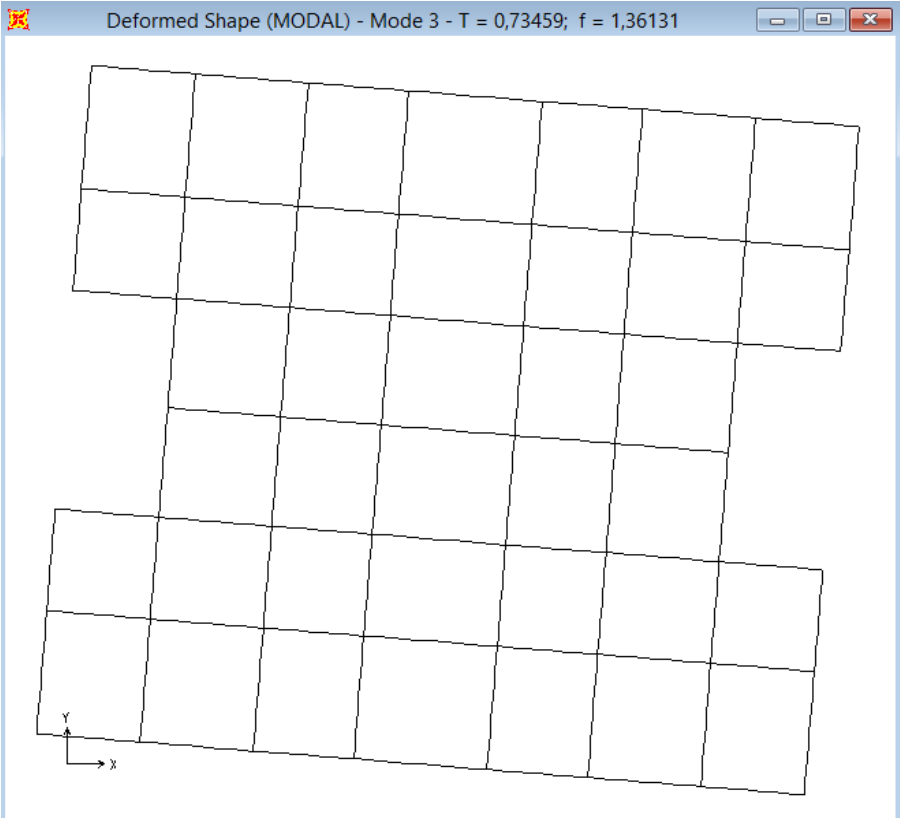 Deformed Shape (MODAL) - Mode 3 - T = 0,73459;  f = 1,36131
Y
X